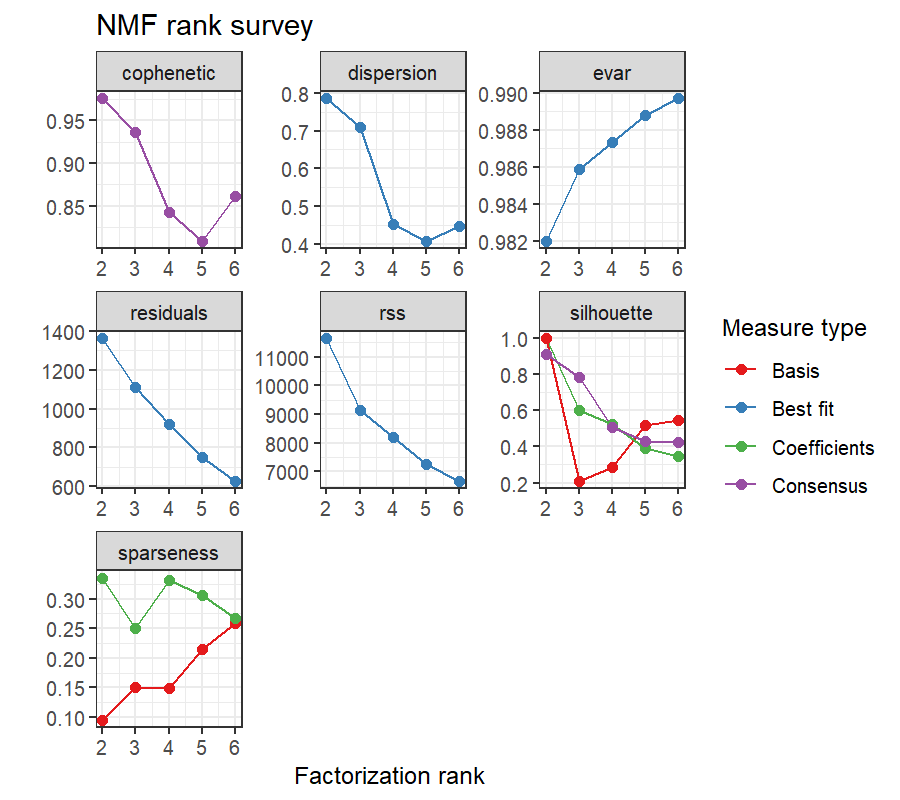 NMF rank survey
cophenetic dispersion evar
0.95
0.90
0.85
2 3 4 5 6
0.8
0.7
0.6
0.5
0.4
2 3 4 5 6
0.990
0.988
0.986
0.984
0.982
2 3 4 5 6
residuals rss silhouette
1400
1200
1000
800
600
2 3 4 5 6
11000
10000
9000
8000
7000
2 3 4 5 6
1.0
0.8
0.6
0.4
0.2
2 3 4 5 6
Measure type
Basis
Best fit
Coefficients
Consensus
sparseness
0.30
0.25
0.20
0.15
0.10
2 3 4 5 6
Factorization rank